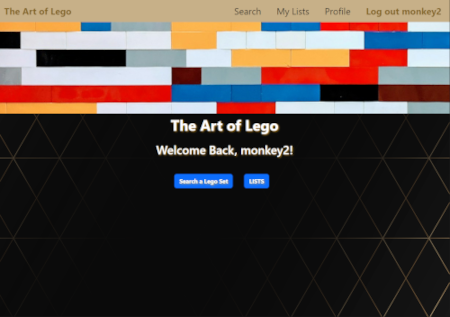 The Art of Lego Search My Lists Profile Log out monkey2
The Art of Lego
Welcome Back, monkey2!
Search a Lego Set LISTS